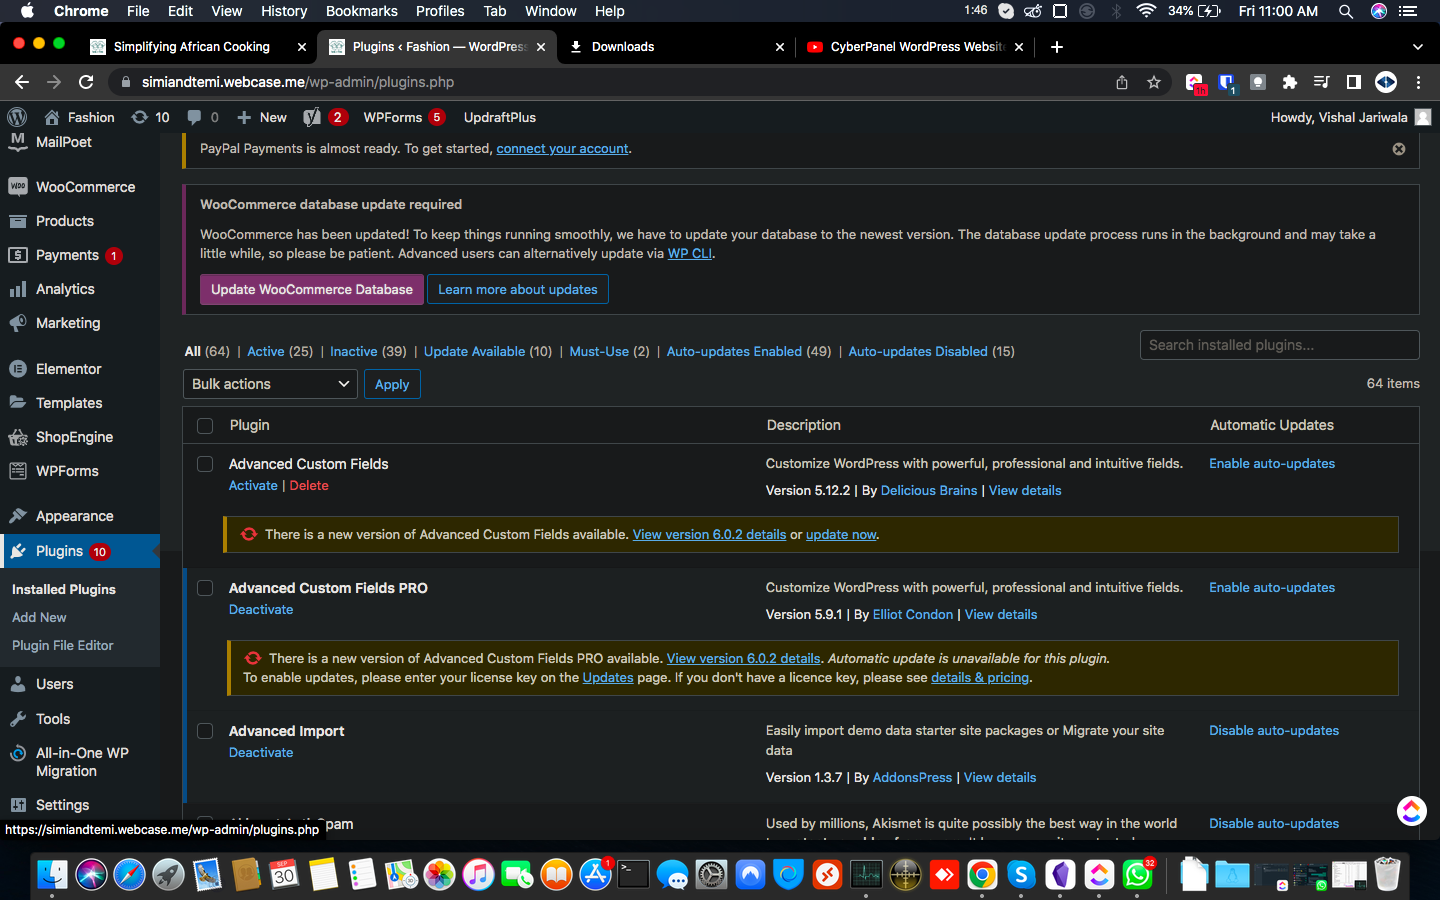 Chrome File Edit View History Bookmarks Profiles Tab Window Help 1:46 34% Fri 11:00 AM
Simplifying African Cooking Plugins ‹ Fashion — WordPress Downloads CyberPanel WordPress Websit
simiandtemi.webcase.me/wp-admin/plugins.php 1h 1
Fashion 10 0 New 2 WPForms 5 UpdraftPlus Howdy, Vishal Jariwala
MailPoet
WooCommerce
Products
Payments 1
Analytics
Marketing
Elementor
Templates
ShopEngine
WPForms
Appearance
Plugins 10
Installed Plugins
Add New
Plugin File Editor
Users
Tools
All-in-One WP
Migration
Settings
https://simiandtemi.webcase.me/wp-admin/plugins.php
PayPal Payments is almost ready. To get started, connect your account.
WooCommerce database update required
WooCommerce has been updated! To keep things running smoothly, we have to update your database to the newest version. The database update process runs in the background and may take a
little while, so please be patient. Advanced users can alternatively update via WP CLI.
Update WooCommerce Database Learn more about updates
All (64) | Active (25) | Inactive (39) | Update Available (10) | Must-Use (2) | Auto-updates Enabled (49) | Auto-updates Disabled (15)
Search installed plugins...
Bulk actions Apply 64 items
Plugin Description Automatic Updates
Advanced Custom Fields Customize WordPress with powerful, professional and intuitive fields. Enable auto-updates
Activate | Delete Version 5.12.2 | By Delicious Brains | View details
There is a new version of Advanced Custom Fields available. View version 6.0.2 details or update now.
Advanced Custom Fields PRO Customize WordPress with powerful, professional and intuitive fields. Enable auto-updates
Deactivate Version 5.9.1 | By Elliot Condon | View details
There is a new version of Advanced Custom Fields PRO available. View version 6.0.2 details. Automatic update is unavailable for this plugin.
To enable updates, please enter your license key on the Updates page. If you don't have a licence key, please see details & pricing.
Advanced Import Easily import demo data starter site packages or Migrate your site
data Disable auto-updates
Deactivate Version 1.3.7 | By AddonsPress | View details
Used by millions, Akismet is quite possibly the best way in the world Disable auto-updates
SEP
30
1
32